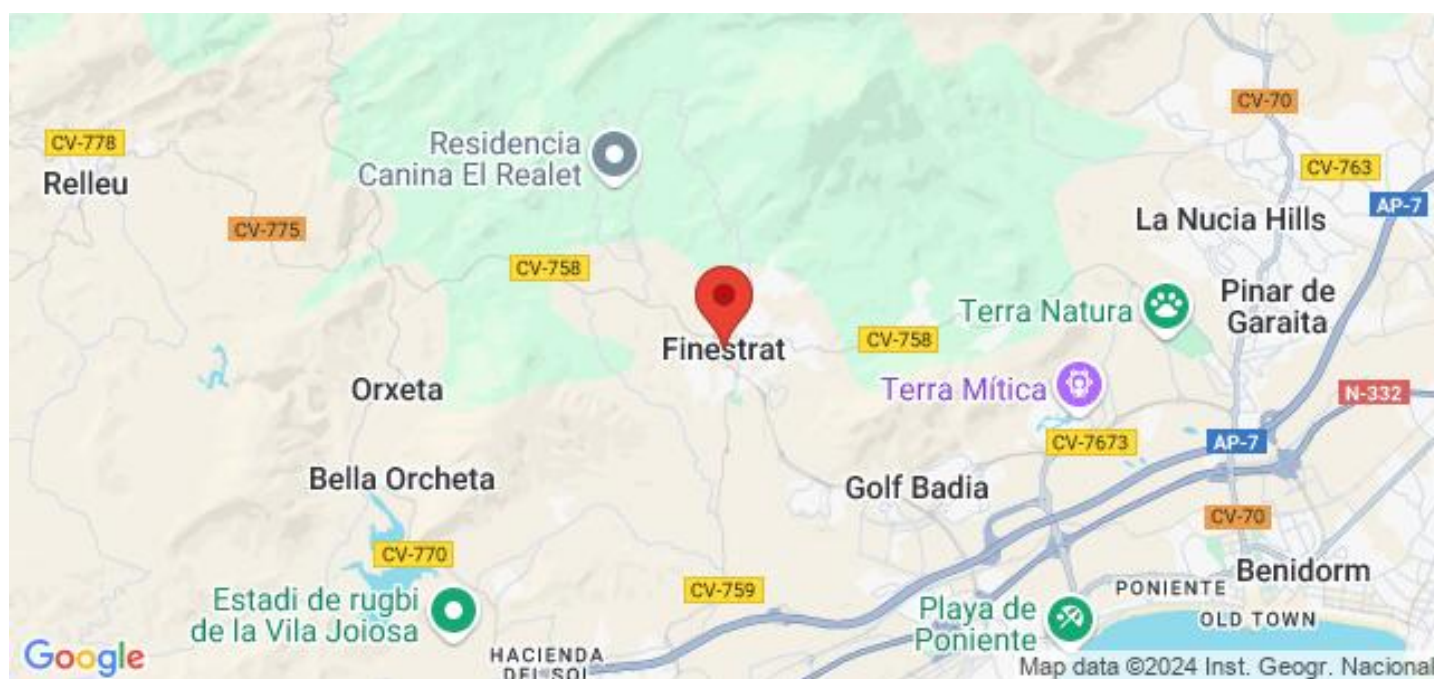 CV-70
CV-778
Residencia
Canina El Realet
CV-763
Relleu
AP-7
La Nucia Hills
CV-775
CV-758
Terra Natura
Pinar de
Garaita
Finestrat
CV-758
Orxeta
Terra Mítica
N-332
CV-7673
AP-7
Bella Orcheta
Golf Badia
CV-70
CV-770
Benidorm
CV-759
PONIENTE
Estadi de rugbi
de la Vila Joiosa
Playa de
Poniente
OLD TOWN
HACIENDA
DEL SOL
Google
Map data ©2024 Inst. Geogr. Nacional